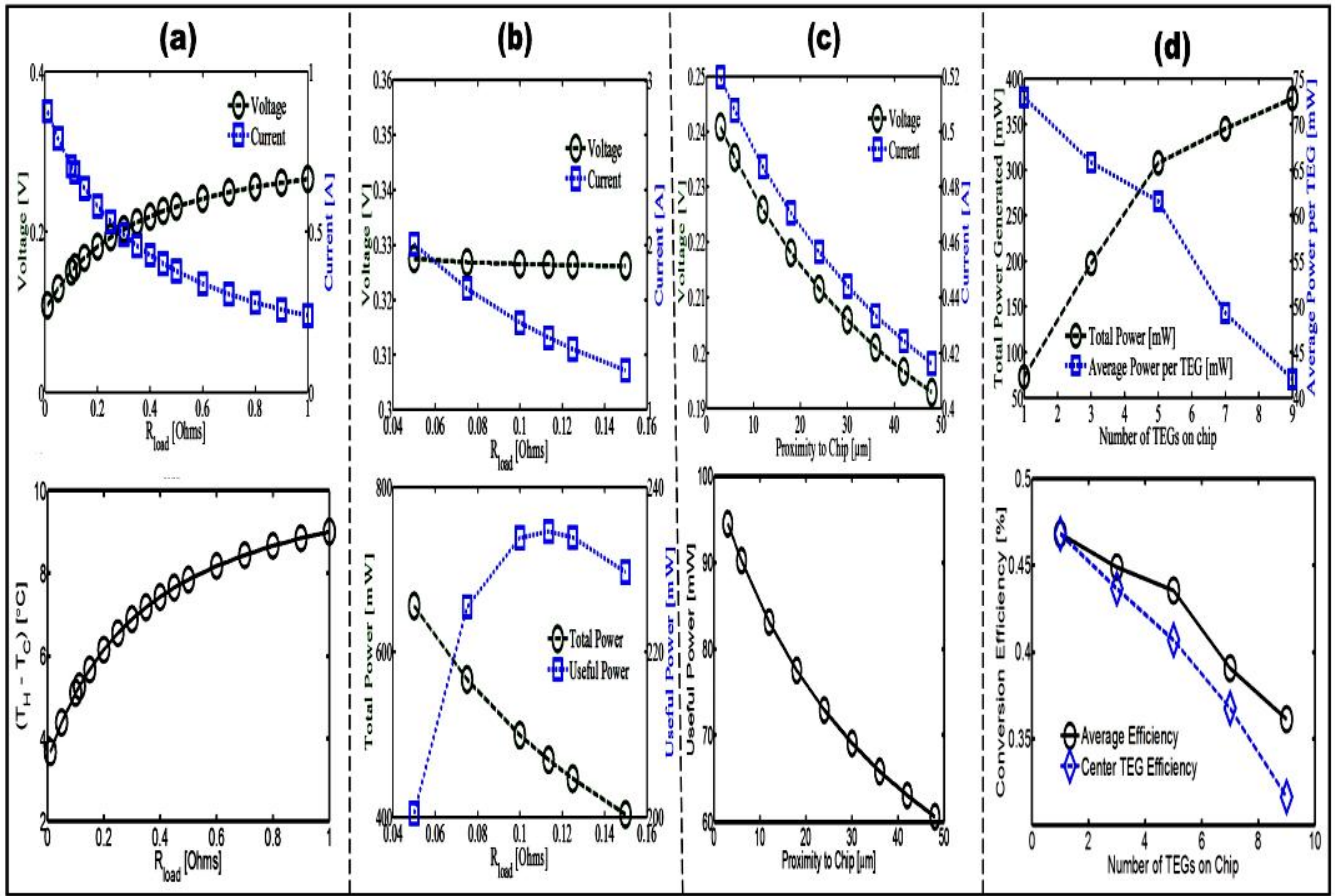 (a)
0.4
0.2
0
1
0.5
0
0 0.2 0.4 0.6 0.8 1
Voltage [V]
Current [A]
Voltage
Current
R_load [Ohms]
10
8
6
4
2
0 0.2 0.4 0.6 0.8 1
(T_H - T_C) [°C]
R_load [Ohms]
(b)
0.36
0.35
0.34
0.33
0.32
0.31
0.3
3
2
1
0.04 0.06 0.08 0.1 0.12 0.14 0.16
Voltage [V]
Current [A]
Voltage
Current
R_load [Ohms]
800
600
400
240
220
200
0.04 0.06 0.08 0.1 0.12 0.14 0.16
Total Power [mW]
Useful Power [mW]
Total Power
Useful Power
R_load [Ohms]
(c)
0.25
0.24
0.23
0.22
0.21
0.2
0.19
0.52
0.5
0.48
0.46
0.44
0.42
0.4
0 10 20 30 40 50
Voltage [V]
Current [A]
Voltage
Current
Proximity to Chip [µm]
100
90
80
70
60
0 10 20 30 40 50
Useful Power [mW]
Proximity to Chip [µm]
(d)
400
350
300
250
200
150
100
50
75
70
65
60
55
50
45
40
1 2 3 4 5 6 7 8 9
Total Power Generated [mW]
Average Power per TEG [mW]
Total Power [mW]
Average Power per TEG [mW]
Number of TEGs on chip
0.5
0.45
0.4
0.35
0 2 4 6 8 10
Conversion Efficiency [%]
Average Efficiency
Center TEG Efficiency
Number of TEGs on Chip